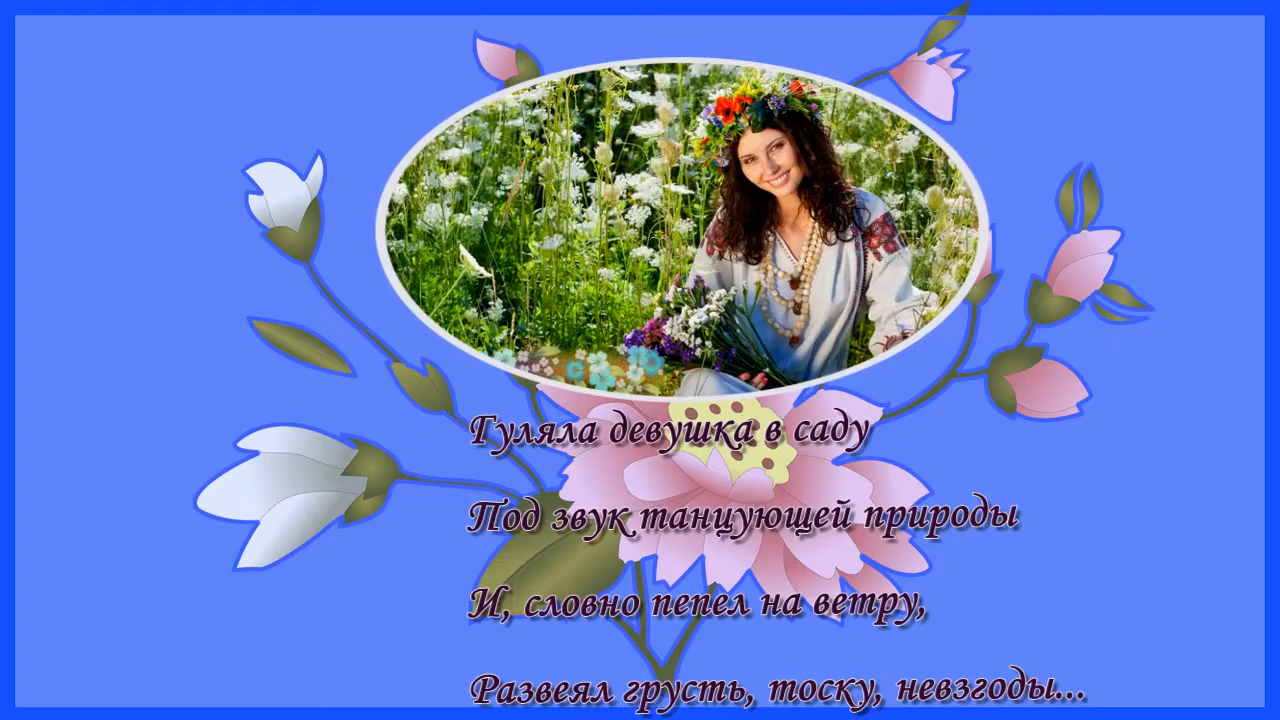 Гуляла девушка в саду
Под звук танцующей природы
И, словно пепел на ветру,
Развеял грусть, тоску, невзгоды...